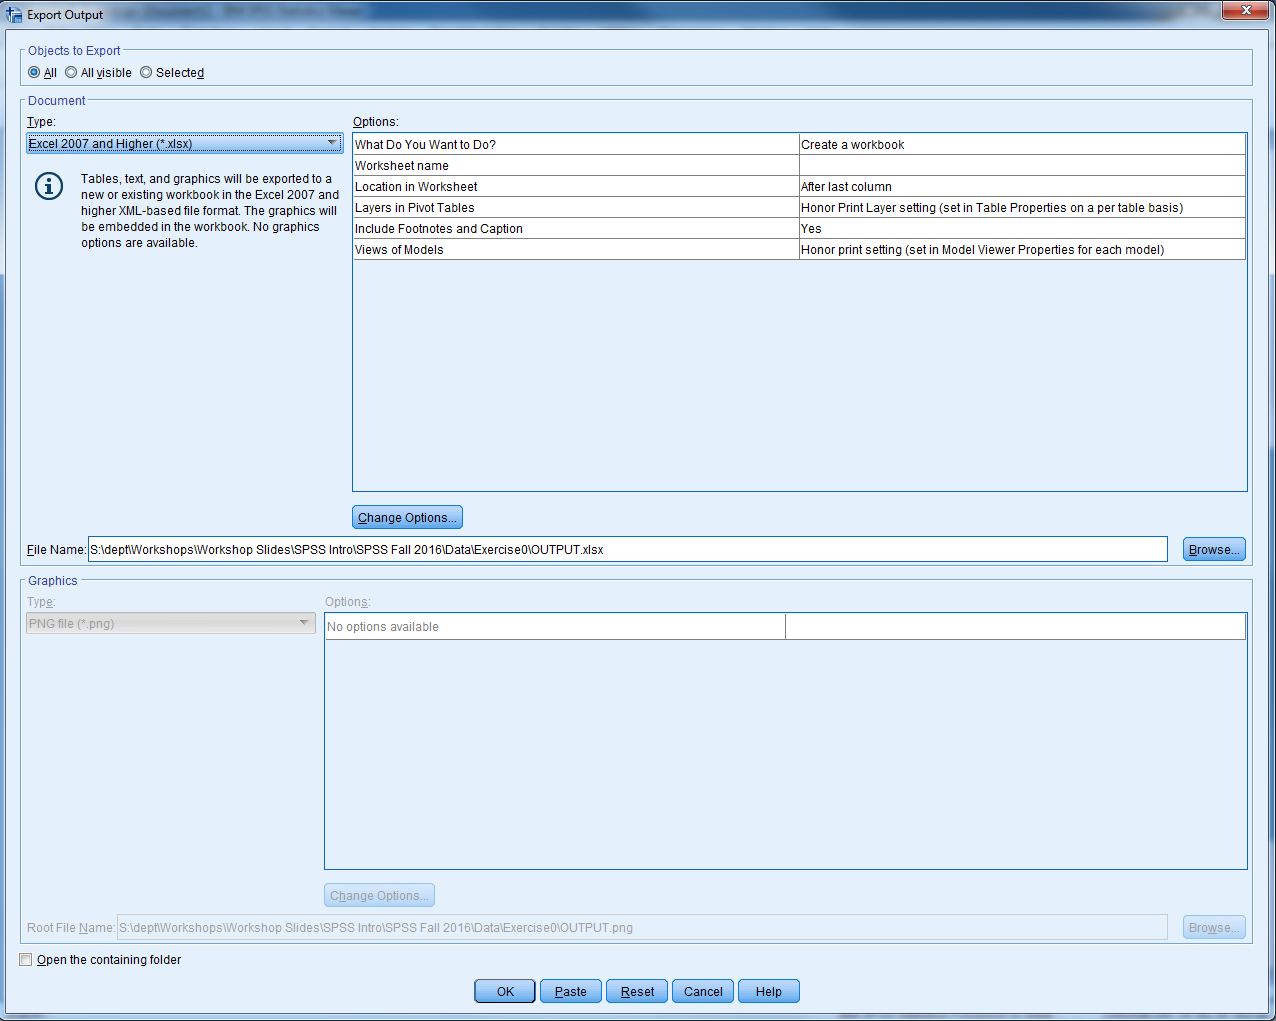 Export Output
Objects to Export
All All visible Selected
Document
Type:
Options:
Excel 2007 and Higher (*.xlsx)
Tables, text, and graphics will be exported to a
new or existing workbook in the Excel 2007 and
higher XML-based file format. The graphics will
be embedded in the workbook. No graphics
options are available.
What Do You Want to Do? Create a workbook
Worksheet name
Location in Worksheet After last column
Layers in Pivot Tables Honor Print Layer setting (set in Table Properties on a per table basis)
Include Footnotes and Caption Yes
Views of Models Honor print setting (set in Model Viewer Properties for each model)
Change Options...
File Name: S:\dept\Workshops\Workshop Slides\SPSS Intro\SPSS Fall 2016\Data\Exercise0\OUTPUT.xlsx Browse...
Graphics
Type:
Options:
PNG file (*.png)
No options available
Change Options...
Root File Name: S:\dept\Workshops\Workshop Slides\SPSS Intro\SPSS Fall 2016\Data\Exercise0\OUTPUT.png Browse...
Open the containing folder
OK Paste Reset Cancel Help